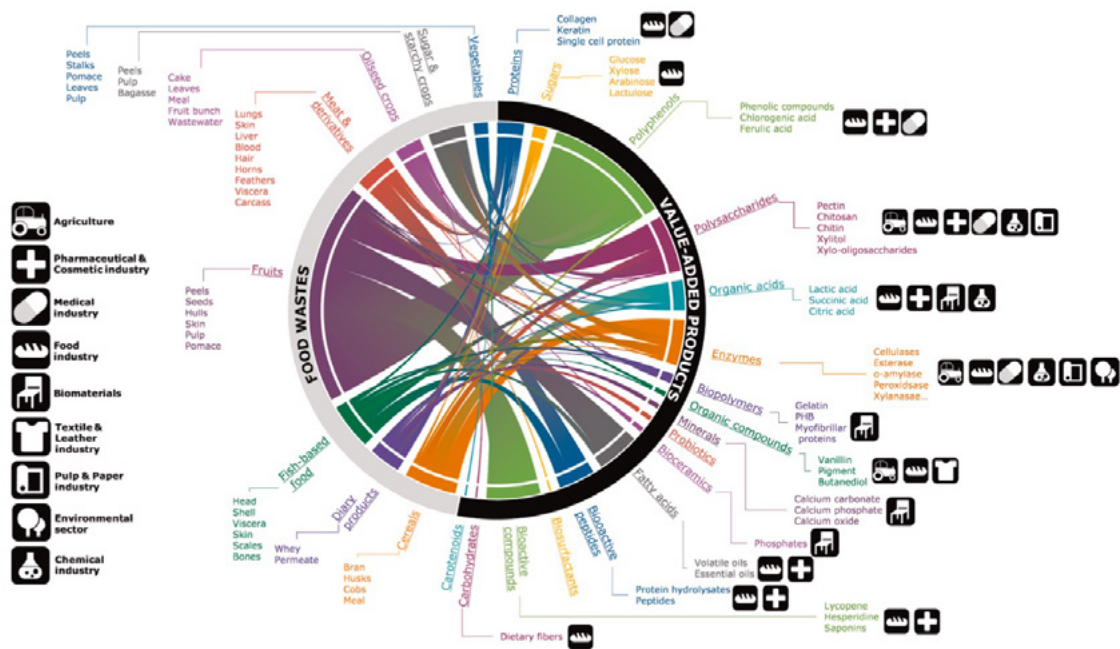 Collagen
Keratin
Single cell protein
Proteins
Glucose
Xylose
Arabinose
Lactulose
Sugars
Phenolic compounds
Chlorogenic acid
Ferulic acid
Polyphenols
Vegetables
Peels
Stalks
Pomace
Leaves
Pulp
Sugar &
starchy crops
Peels
Pulp
Bagasse
Oilseed crops
Cake
Leaves
Meal
Fruit bunch
Wastewater
Meat &
derivatives
Lungs
Skin
Liver
Blood
Hair
Horns
Feathers
Viscera
Carcass
Polysaccharides
Pectin
Chitosan
Chitin
Xylitol
Xylo-oligosaccharides
Agriculture
Pharmaceutical &
Cosmetic industry
Medical
industry
Food
industry
Biomaterials
Textile &
Leather
industry
Pulp & Paper
industry
Environmental
sector
Chemical
industry
Fruits
Peels
Seeds
Hulls
Skin
Pulp
Pomace
FOOD WASTES
VALUE-ADDED PRODUCTS
Organic acids
Lactic acid
Succinic acid
Citric acid
Enzymes
Cellulases
Esterase
α-amylase
Peroxidsase
Xylanasae...
Biopolymers
Gelatin
PHB
Myofibrillar
proteins
Organic compounds
Vanillin
Pigment
Butanediol
Minerals
Calcium carbonate
Calcium phosphate
Calcium oxide
Probiotics
Bioceramics
Phosphates
Fatty acids
Volatile oils
Essential oils
Bioactive
peptides
Protein hydrolysates
Peptides
Biosurfactants
Bioactive
compounds
Lycopene
Hesperidine
Saponins
Carbohydrates
Dietary fibers
Carotenoids
Cereals
Bran
Husks
Cobs
Meal
Diary
products
Whey
Permeate
Fish-based
food
Head
Shell
Viscera
Skin
Scales
Bones